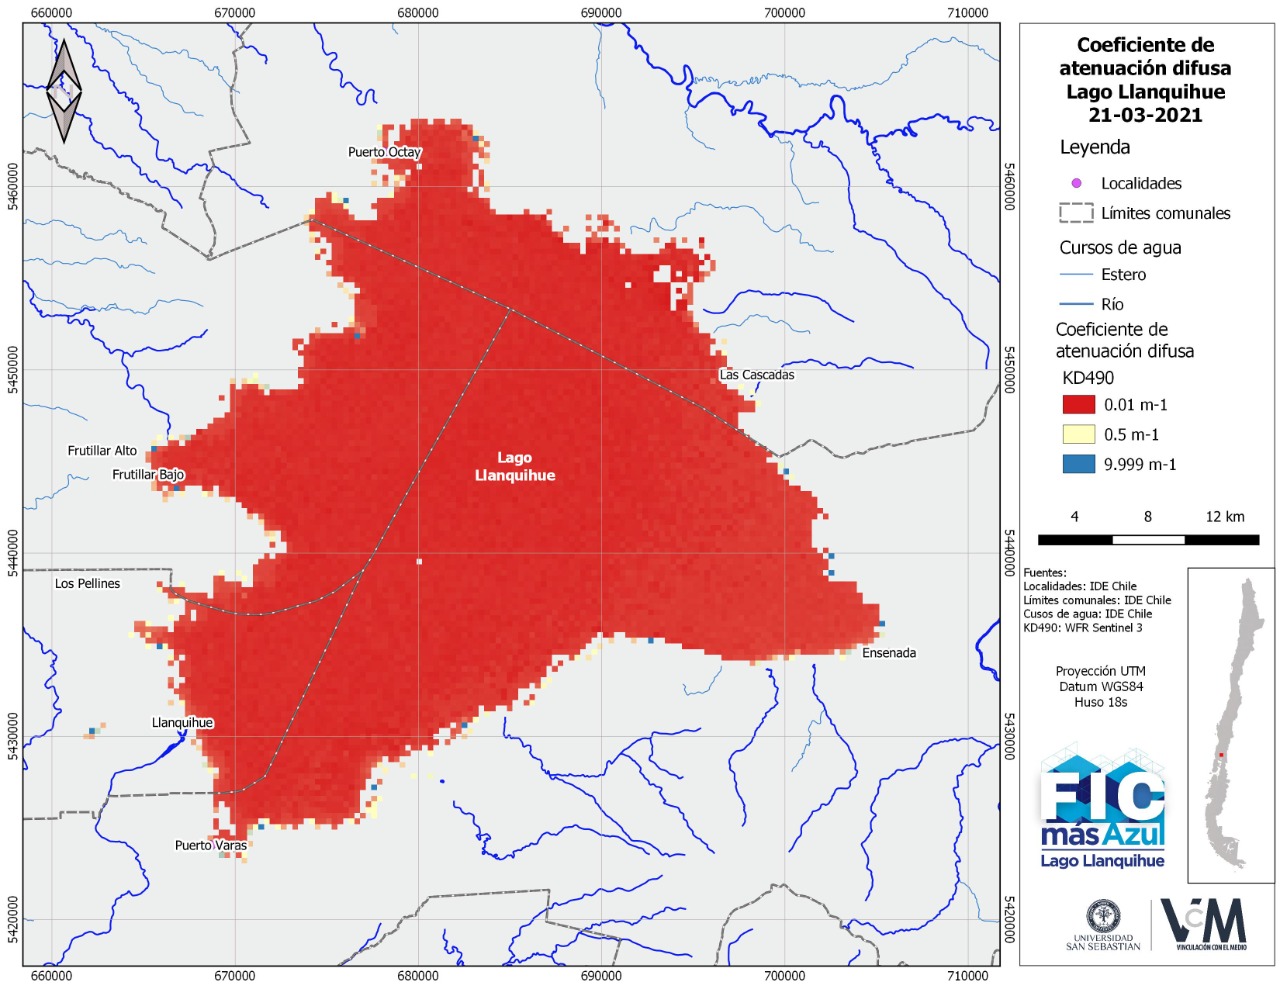 660000 670000 680000 690000 700000 710000
5460000
5450000
5440000
5430000
5420000
Puerto Octay
Las Cascadas
Frutillar Alto
Frutillar Bajo
Lago
Llanquihue
Los Pellines
Ensenada
Llanquihue
Puerto Varas
5460000
5450000
5440000
5430000
5420000
660000 670000 680000 690000 700000 710000
Coeficiente de
atenuación difusa
Lago Llanquihue
21-03-2021
Leyenda
Localidades
Límites comunales
Cursos de agua
Estero
Río
Coeficiente de
atenuación difusa
KD490
0.01 m-1
0.5 m-1
9.999 m-1
4 8 12 km
Fuentes:
Localidades: IDE Chile
Límites comunales: IDE Chile
Cusos de agua: IDE Chile
KD490: WFR Sentinel 3
Proyección UTM
Datum WGS84
Huso 18s
FIC
más Azul
Lago Llanquihue
UNIVERSIDAD
SAN SEBASTIAN
VcM
VINCULACIÓN CON EL MEDIO